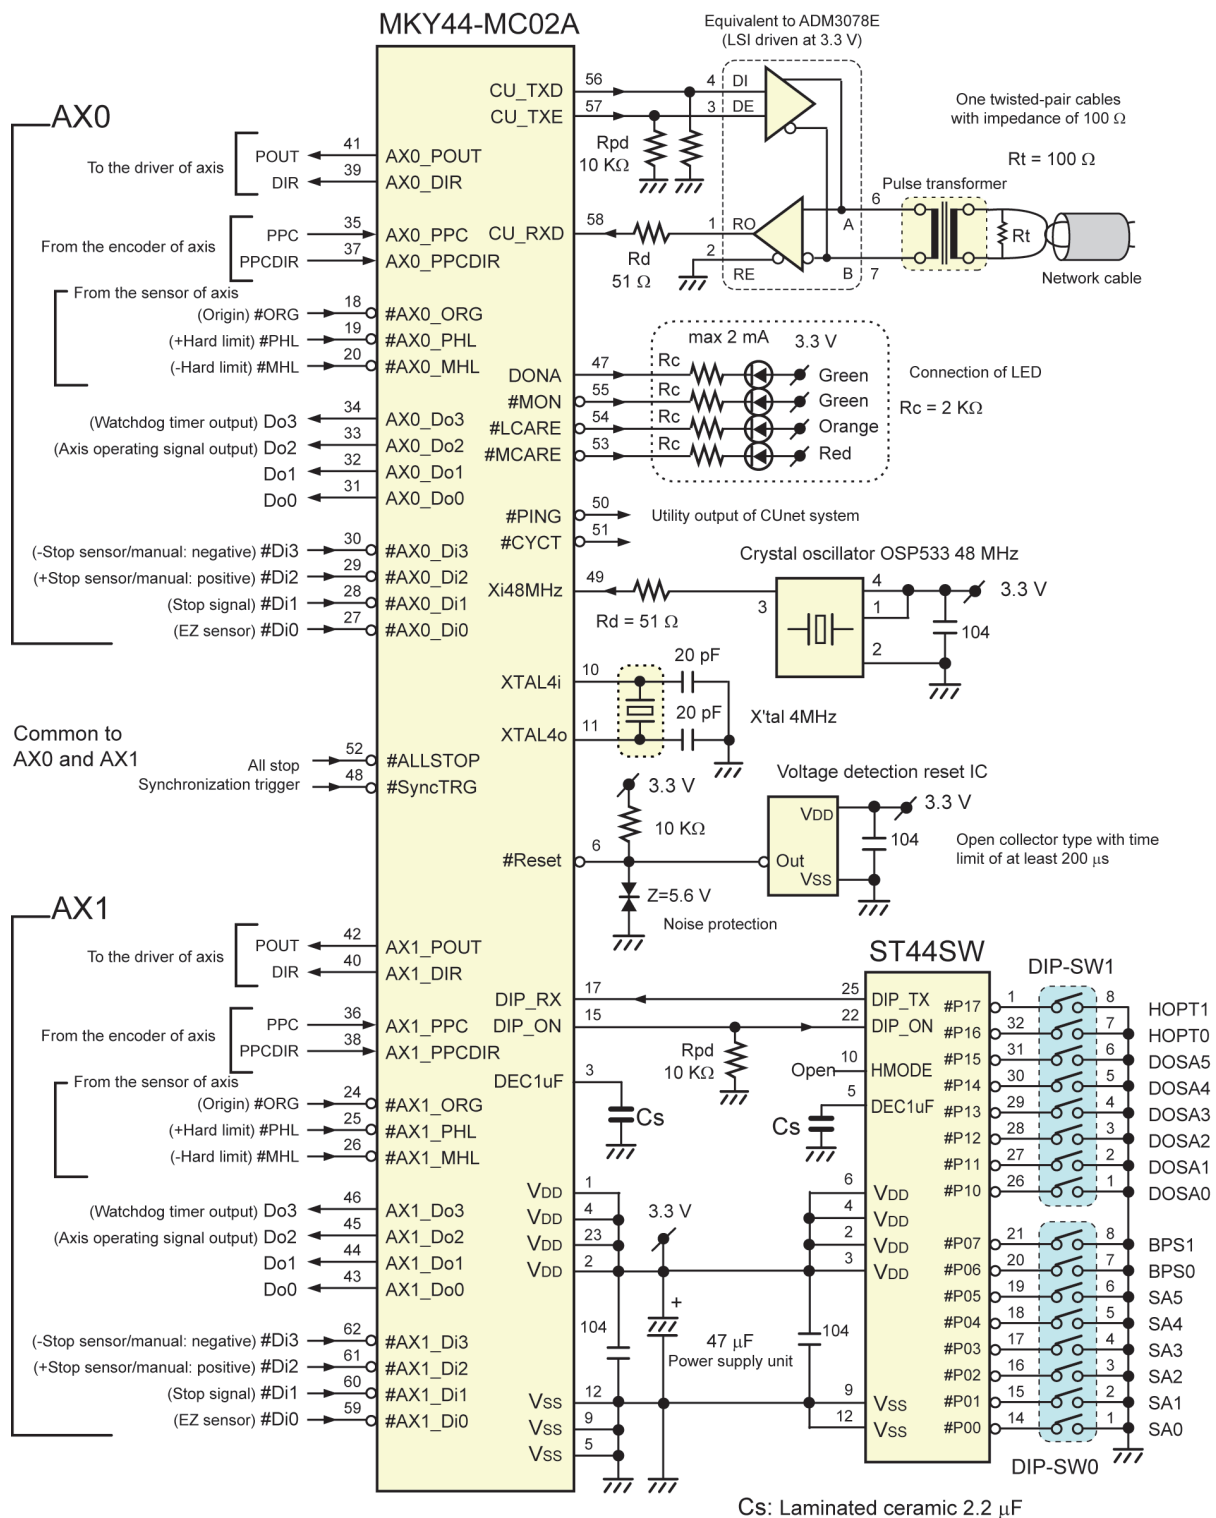 MKY44-MC02A
Equivalent to ADM3078E
(LSI driven at 3.3 V)
CU_TXD 56 4 DI
CU_TXE 57 3 DE
Rpd
10 KΩ
One twisted-pair cables
with impedance of 100 Ω
Rt = 100 Ω
Pulse transformer
CU_RXD 58 1 RO A 6
Rd
51 Ω
2 RE B 7
Rt
Network cable
AX0
To the driver of axis
POUT 41 AX0_POUT
DIR 39 AX0_DIR
From the encoder of axis
PPC 35 AX0_PPC
PPCDIR 37 AX0_PPCDIR
From the sensor of axis
(Origin) #ORG 18 #AX0_ORG
(+Hard limit) #PHL 19 #AX0_PHL
(-Hard limit) #MHL 20 #AX0_MHL
(Watchdog timer output) Do3 34 AX0_Do3
(Axis operating signal output) Do2 33 AX0_Do2
Do1 32 AX0_Do1
Do0 31 AX0_Do0
(-Stop sensor/manual: negative) #Di3 30 #AX0_Di3
(+Stop sensor/manual: positive) #Di2 29 #AX0_Di2
(Stop signal) #Di1 28 #AX0_Di1
(EZ sensor) #Di0 27 #AX0_Di0
max 2 mA 3.3 V
DONA 47 Rc Green
#MON 55 Rc Green
#LCARE 54 Rc Orange
#MCARE 53 Rc Red
Connection of LED
Rc = 2 KΩ
#PING 50
#CYCT 51
Utility output of CUnet system
Crystal oscillator OSP533 48 MHz
Xi48MHz 49
Rd = 51 Ω
3 4 1 2
3.3 V
104
XTAL4i 10 20 pF
XTAL4o 11 20 pF
X'tal 4MHz
Common to
AX0 and AX1
All stop 52 #ALLSTOP
Synchronization trigger 48 #SyncTRG
3.3 V
10 KΩ
#Reset 6
Z=5.6 V
Noise protection
Voltage detection reset IC
VDD
Out
VSS
3.3 V
104
Open collector type with time
limit of at least 200 μs
AX1
To the driver of axis
POUT 42 AX1_POUT
DIR 40 AX1_DIR
From the encoder of axis
PPC 36 AX1_PPC
PPCDIR 38 AX1_PPCDIR
From the sensor of axis
(Origin) #ORG 24 #AX1_ORG
(+Hard limit) #PHL 25 #AX1_PHL
(-Hard limit) #MHL 26 #AX1_MHL
(Watchdog timer output) Do3 46 AX1_Do3
(Axis operating signal output) Do2 45 AX1_Do2
Do1 44 AX1_Do1
Do0 43 AX1_Do0
(-Stop sensor/manual: negative) #Di3 62 #AX1_Di3
(+Stop sensor/manual: positive) #Di2 61 #AX1_Di2
(Stop signal) #Di1 60 #AX1_Di1
(EZ sensor) #Di0 59 #AX1_Di0
DIP_RX 17
DIP_ON 15
Rpd
10 KΩ
DEC1uF 3
Cs
VDD 1
VDD 4
VDD 23
VDD 2
3.3 V
104
+
47 μF
Power supply unit
104
VSS 12
VSS 9
VSS 5
ST44SW
25 DIP_TX
22 DIP_ON
Open 10 HMODE
5 DEC1uF
Cs
6 VDD
4 VDD
2 VDD
3 VDD
9 VSS
12 VSS
DIP-SW1
#P17 1 8 HOPT1
#P16 32 7 HOPT0
#P15 31 6 DOSA5
#P14 30 5 DOSA4
#P13 29 4 DOSA3
#P12 28 3 DOSA2
#P11 27 2 DOSA1
#P10 26 1 DOSA0
#P07 21 8 BPS1
#P06 20 7 BPS0
#P05 19 6 SA5
#P04 18 5 SA4
#P03 17 4 SA3
#P02 16 3 SA2
#P01 15 2 SA1
#P00 14 1 SA0
DIP-SW0
Cs: Laminated ceramic 2.2 μF